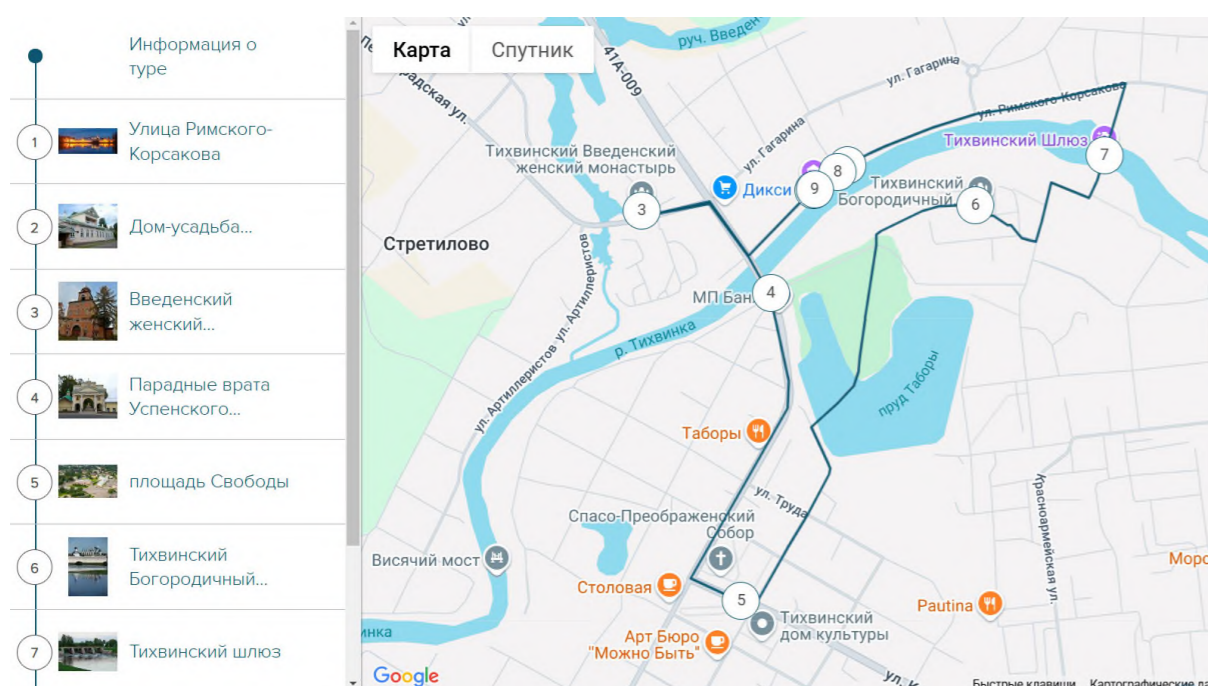 Информация о
туре
1
Улица Римского-
Корсакова
2
Дом-усадьба...
3
Введенский
женский...
4
Парадные врата
Успенского...
5
площадь Свободы
6
Тихвинский
Богородичный...
7
Тихвинский шлюз
Карта
Спутник
руч. Введен
41А-009
ул. Гагарина
ул. Римского Корсакова
Тихвинский Шлюз
7
Тихвинский Введенский
женский монастырь
ул. Гагарина
Дикси
8
9
Тихвинский
Богородичный
6
3
Стретилово
МП Бан
4
р. Тихвинка
ул. Артиллеристов
ул. Артиллеристов
пруд Таборы
Таборы
ул. Труда
Спасо-Преображенский
Собор
Красноармейская ул.
Висячий мост
Столовая
5
Тихвинский
дом культуры
Pautina
Моро
инка
Арт Бюро
"Можно Быть"
Google
Быстрые клавиши
Картографические да